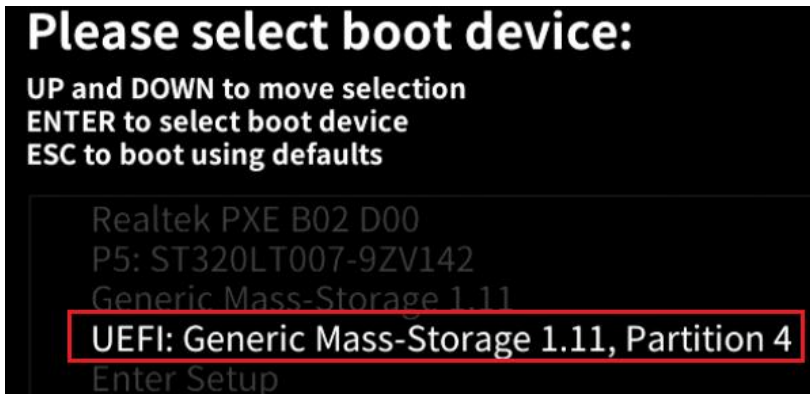 Please select boot device:
UP and DOWN to move selection
ENTER to select boot device
ESC to boot using defaults
Realtek PXE B02 D00
P5: ST320LT007-9ZV142
Generic Mass-Storage 1.11
UEFI: Generic Mass-Storage 1.11, Partition 4
Enter Setup